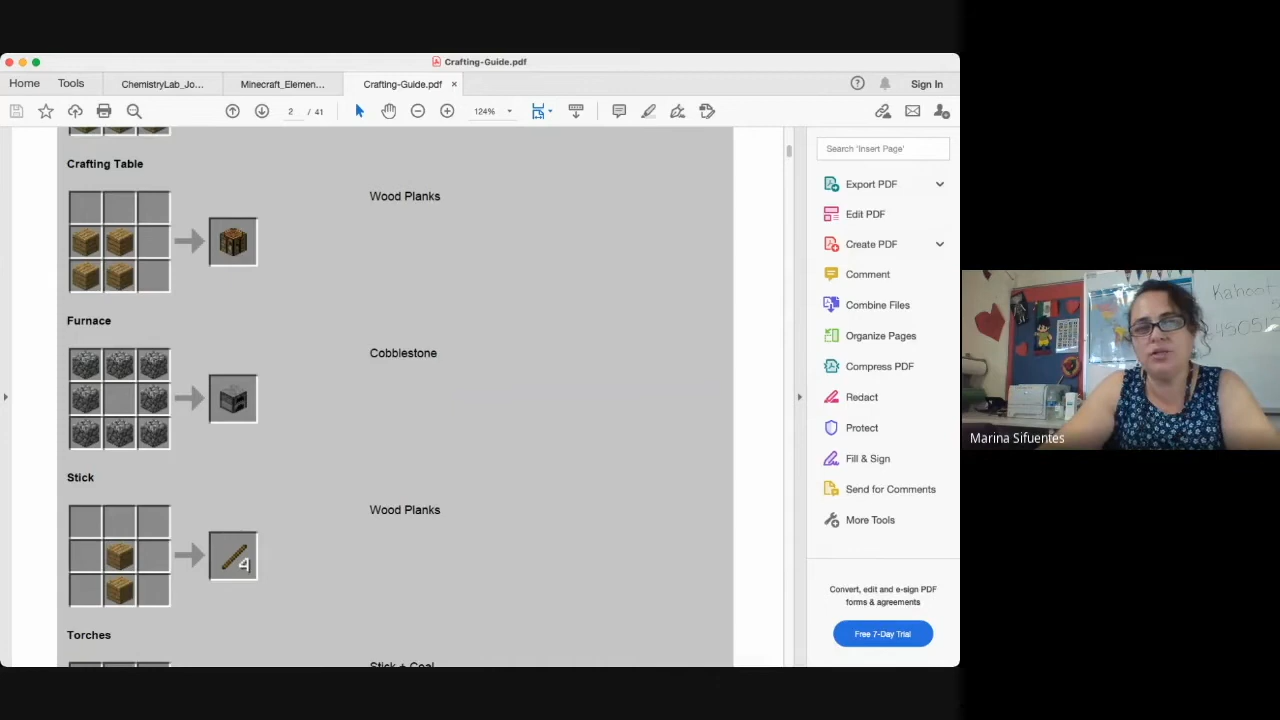 Crafting-Guide.pdf
Home
Tools
ChemistryLab_Jo...
Minecraft_Elemen...
Crafting-Guide.pdf ×
Sign In
2 / 41
124%
Crafting Table
Wood Planks
Furnace
Cobblestone
Stick
Wood Planks
4
Torches
Stick + Coal
Search 'Insert Page'
Export PDF
Edit PDF
Create PDF
Comment
Combine Files
Organize Pages
Compress PDF
Redact
Protect
Fill & Sign
Send for Comments
More Tools
Convert, edit and e-sign PDF
forms & agreements
Free 7-Day Trial
Kahoot
Marina Sifuentes